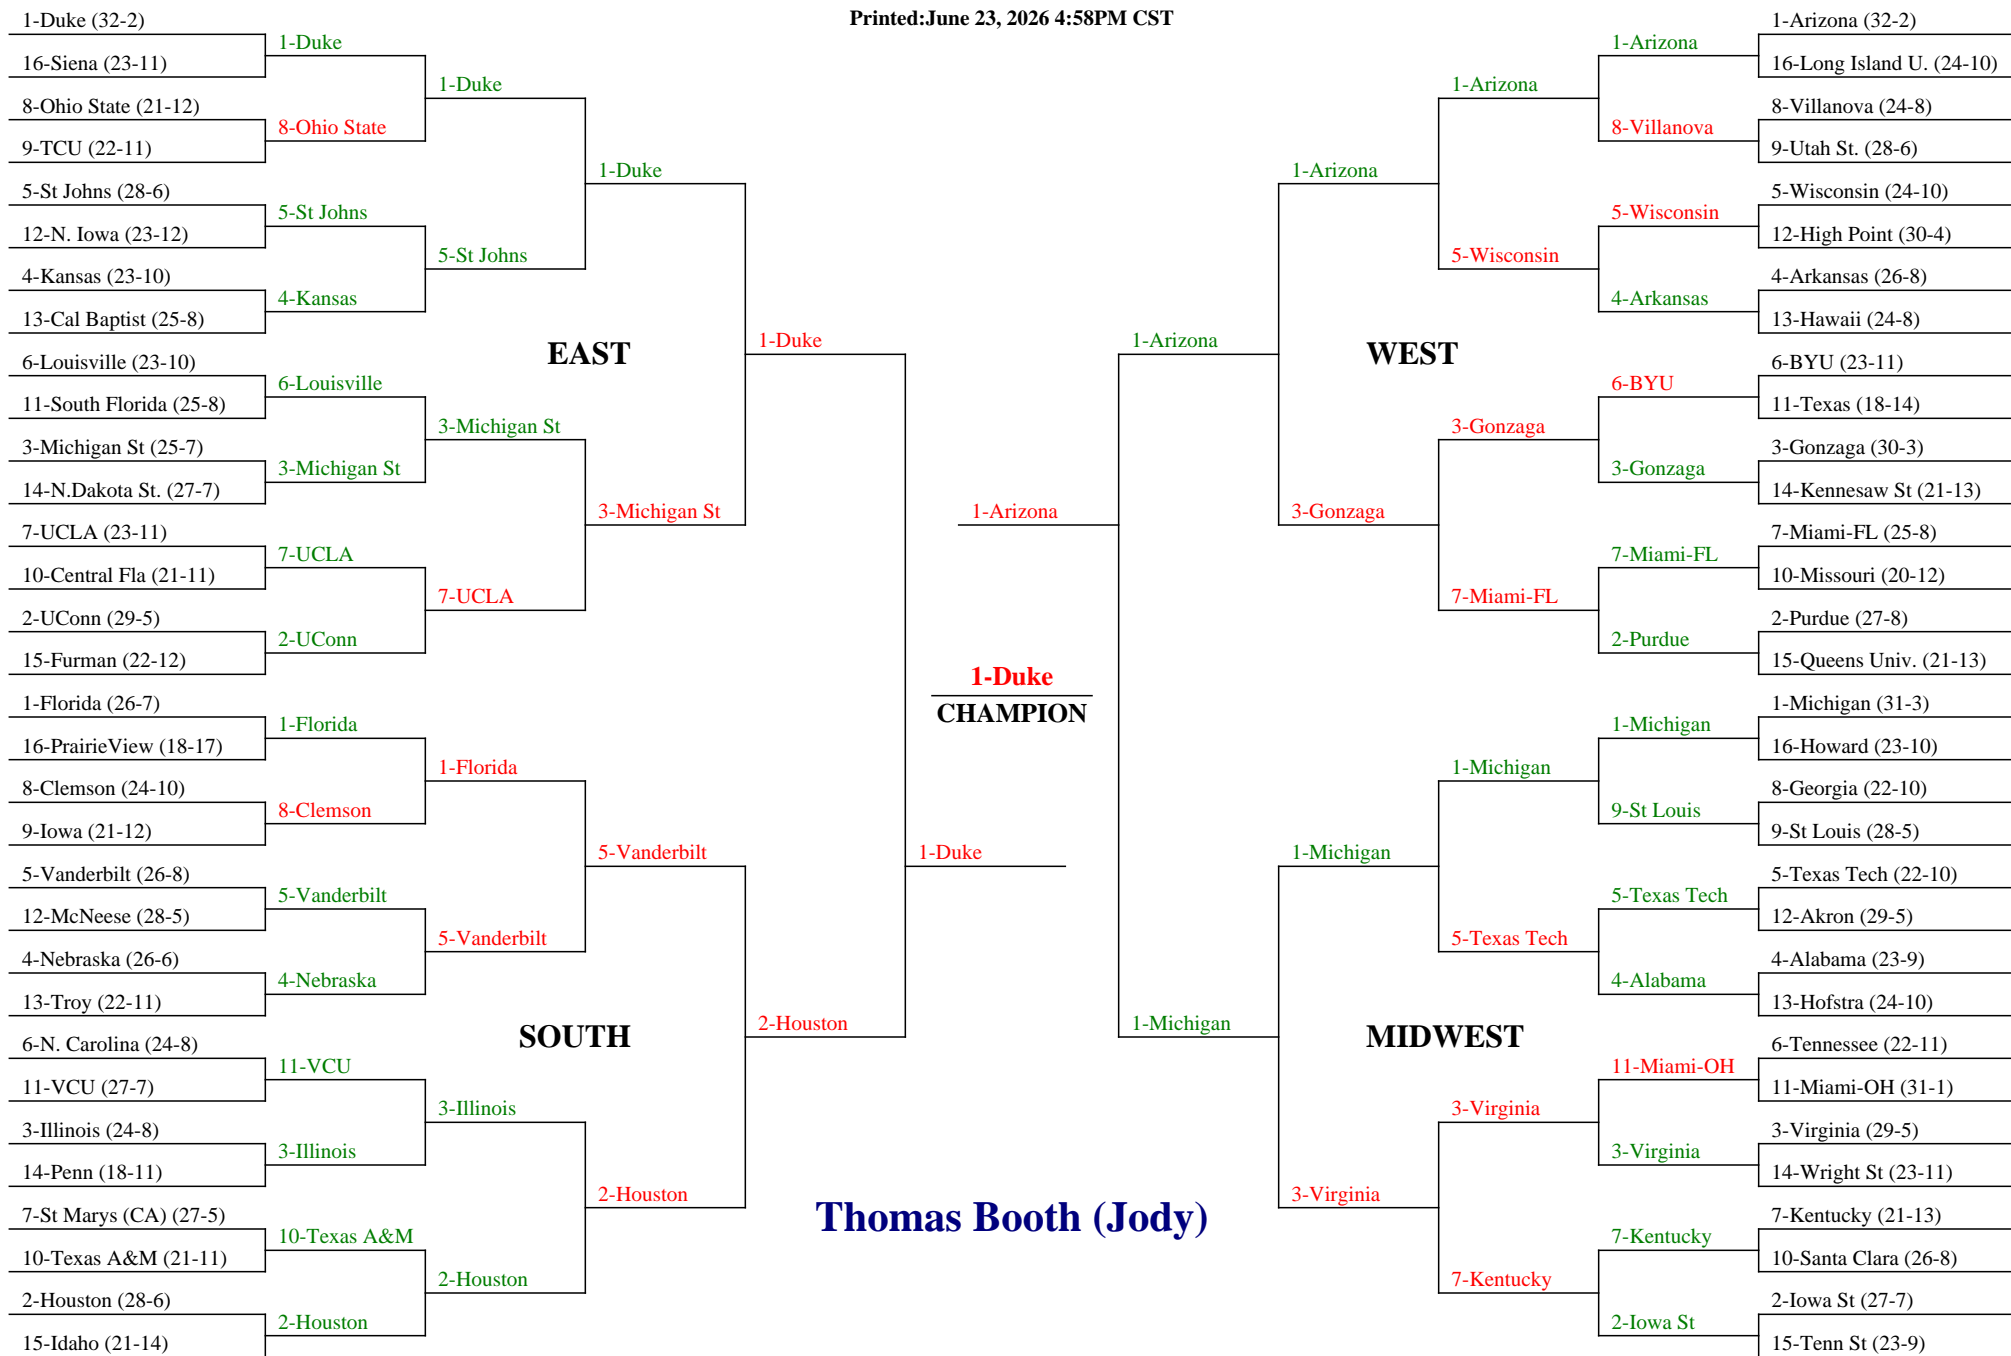 Printed:June 23, 2026 4:58PM CST
1-Duke (32-2)
16-Siena (23-11)
8-Ohio State (21-12)
9-TCU (22-11)
5-St Johns (28-6)
12-N. Iowa (23-12)
4-Kansas (23-10)
13-Cal Baptist (25-8)
6-Louisville (23-10)
11-South Florida (25-8)
3-Michigan St (25-7)
14-N.Dakota St. (27-7)
7-UCLA (23-11)
10-Central Fla (21-11)
2-UConn (29-5)
15-Furman (22-12)
1-Florida (26-7)
16-PrairieView (18-17)
8-Clemson (24-10)
9-Iowa (21-12)
5-Vanderbilt (26-8)
12-McNeese (28-5)
4-Nebraska (26-6)
13-Troy (22-11)
6-N. Carolina (24-8)
11-VCU (27-7)
3-Illinois (24-8)
14-Penn (18-11)
7-St Marys (CA) (27-5)
10-Texas A&M (21-11)
2-Houston (28-6)
15-Idaho (21-14)
1-Duke
8-Ohio State
5-St Johns
4-Kansas
6-Louisville
3-Michigan St
7-UCLA
2-UConn
1-Florida
8-Clemson
5-Vanderbilt
4-Nebraska
11-VCU
3-Illinois
10-Texas A&M
2-Houston
1-Duke
5-St Johns
3-Michigan St
7-UCLA
1-Florida
5-Vanderbilt
3-Illinois
2-Houston
1-Duke
EAST
3-Michigan St
5-Vanderbilt
SOUTH
2-Houston
1-Duke
2-Houston
1-Duke
1-Arizona
1-Duke
CHAMPION
Thomas Booth (Jody)
1-Arizona
1-Michigan
1-Arizona
WEST
3-Gonzaga
1-Michigan
MIDWEST
3-Virginia
1-Arizona
5-Wisconsin
3-Gonzaga
7-Miami-FL
1-Michigan
5-Texas Tech
3-Virginia
7-Kentucky
1-Arizona
8-Villanova
5-Wisconsin
4-Arkansas
6-BYU
3-Gonzaga
7-Miami-FL
2-Purdue
1-Michigan
9-St Louis
5-Texas Tech
4-Alabama
11-Miami-OH
3-Virginia
7-Kentucky
2-Iowa St
1-Arizona (32-2)
16-Long Island U. (24-10)
8-Villanova (24-8)
9-Utah St. (28-6)
5-Wisconsin (24-10)
12-High Point (30-4)
4-Arkansas (26-8)
13-Hawaii (24-8)
6-BYU (23-11)
11-Texas (18-14)
3-Gonzaga (30-3)
14-Kennesaw St (21-13)
7-Miami-FL (25-8)
10-Missouri (20-12)
2-Purdue (27-8)
15-Queens Univ. (21-13)
1-Michigan (31-3)
16-Howard (23-10)
8-Georgia (22-10)
9-St Louis (28-5)
5-Texas Tech (22-10)
12-Akron (29-5)
4-Alabama (23-9)
13-Hofstra (24-10)
6-Tennessee (22-11)
11-Miami-OH (31-1)
3-Virginia (29-5)
14-Wright St (23-11)
7-Kentucky (21-13)
10-Santa Clara (26-8)
2-Iowa St (27-7)
15-Tenn St (23-9)